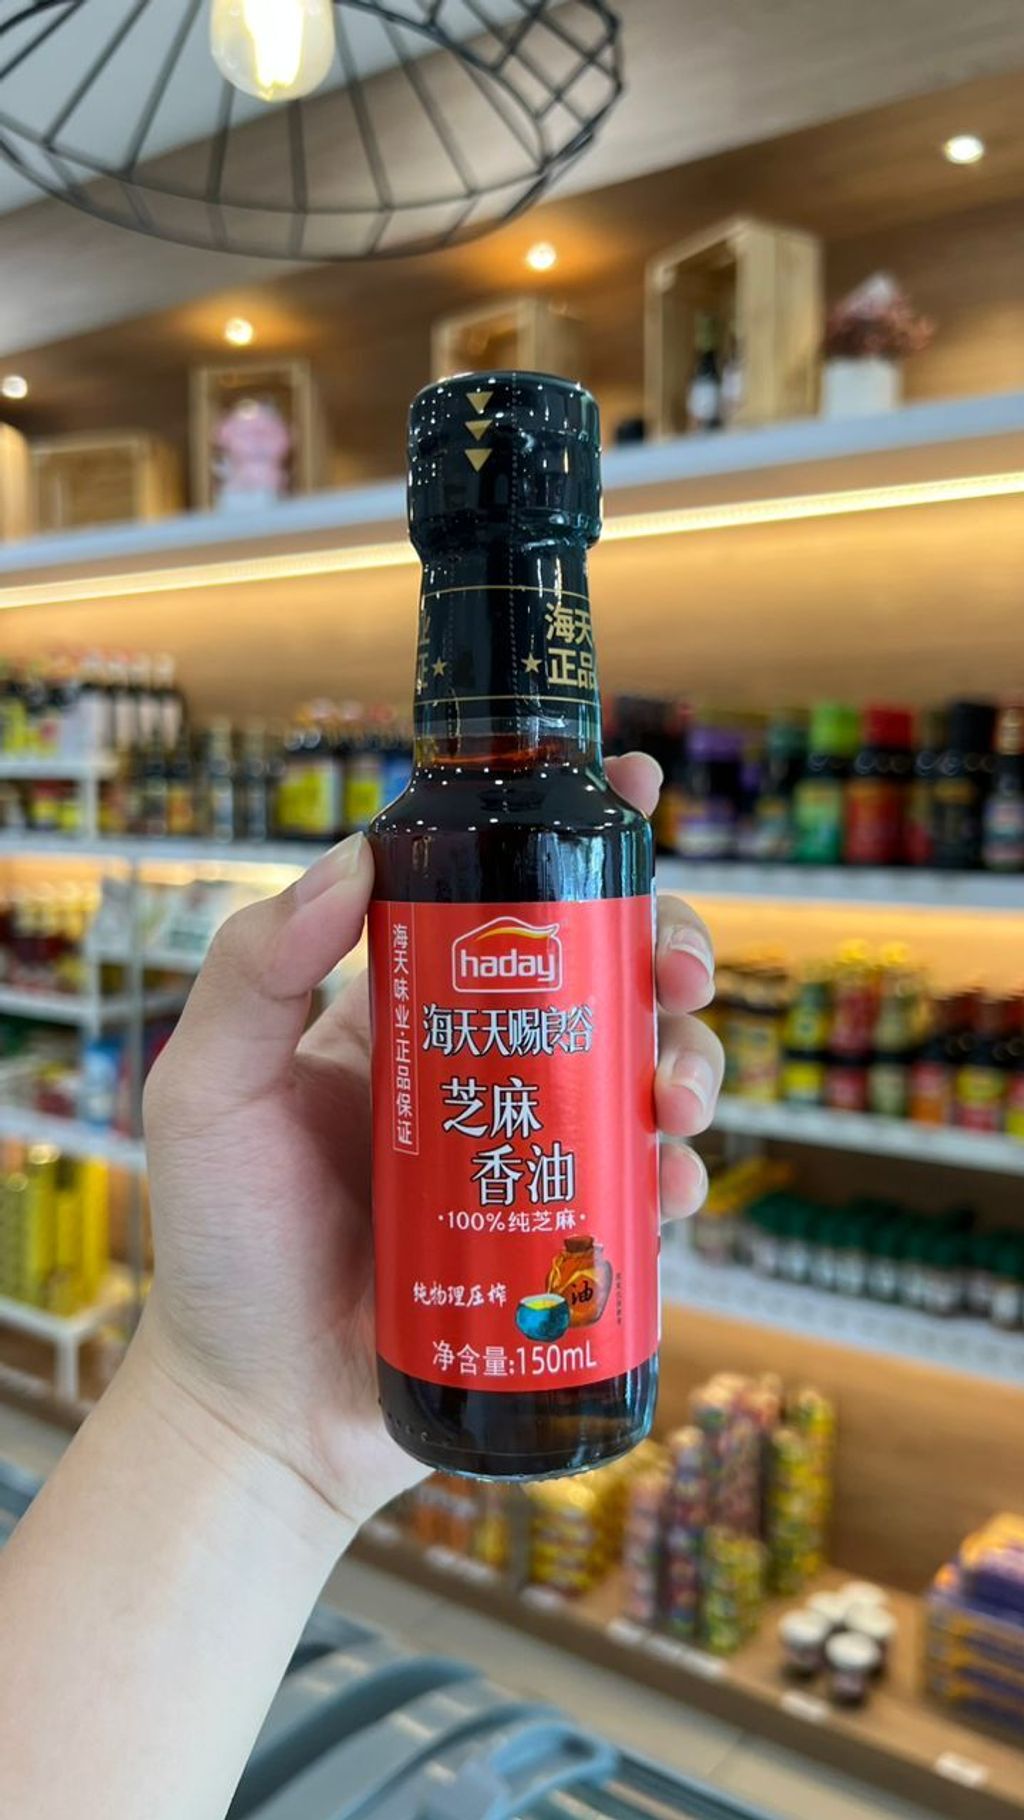 海天
正品
haday
海天天赐良谷
芝麻
香油
·100%纯芝麻·
纯物理压榨
油
净含量:150mL
海天味业·正品保证